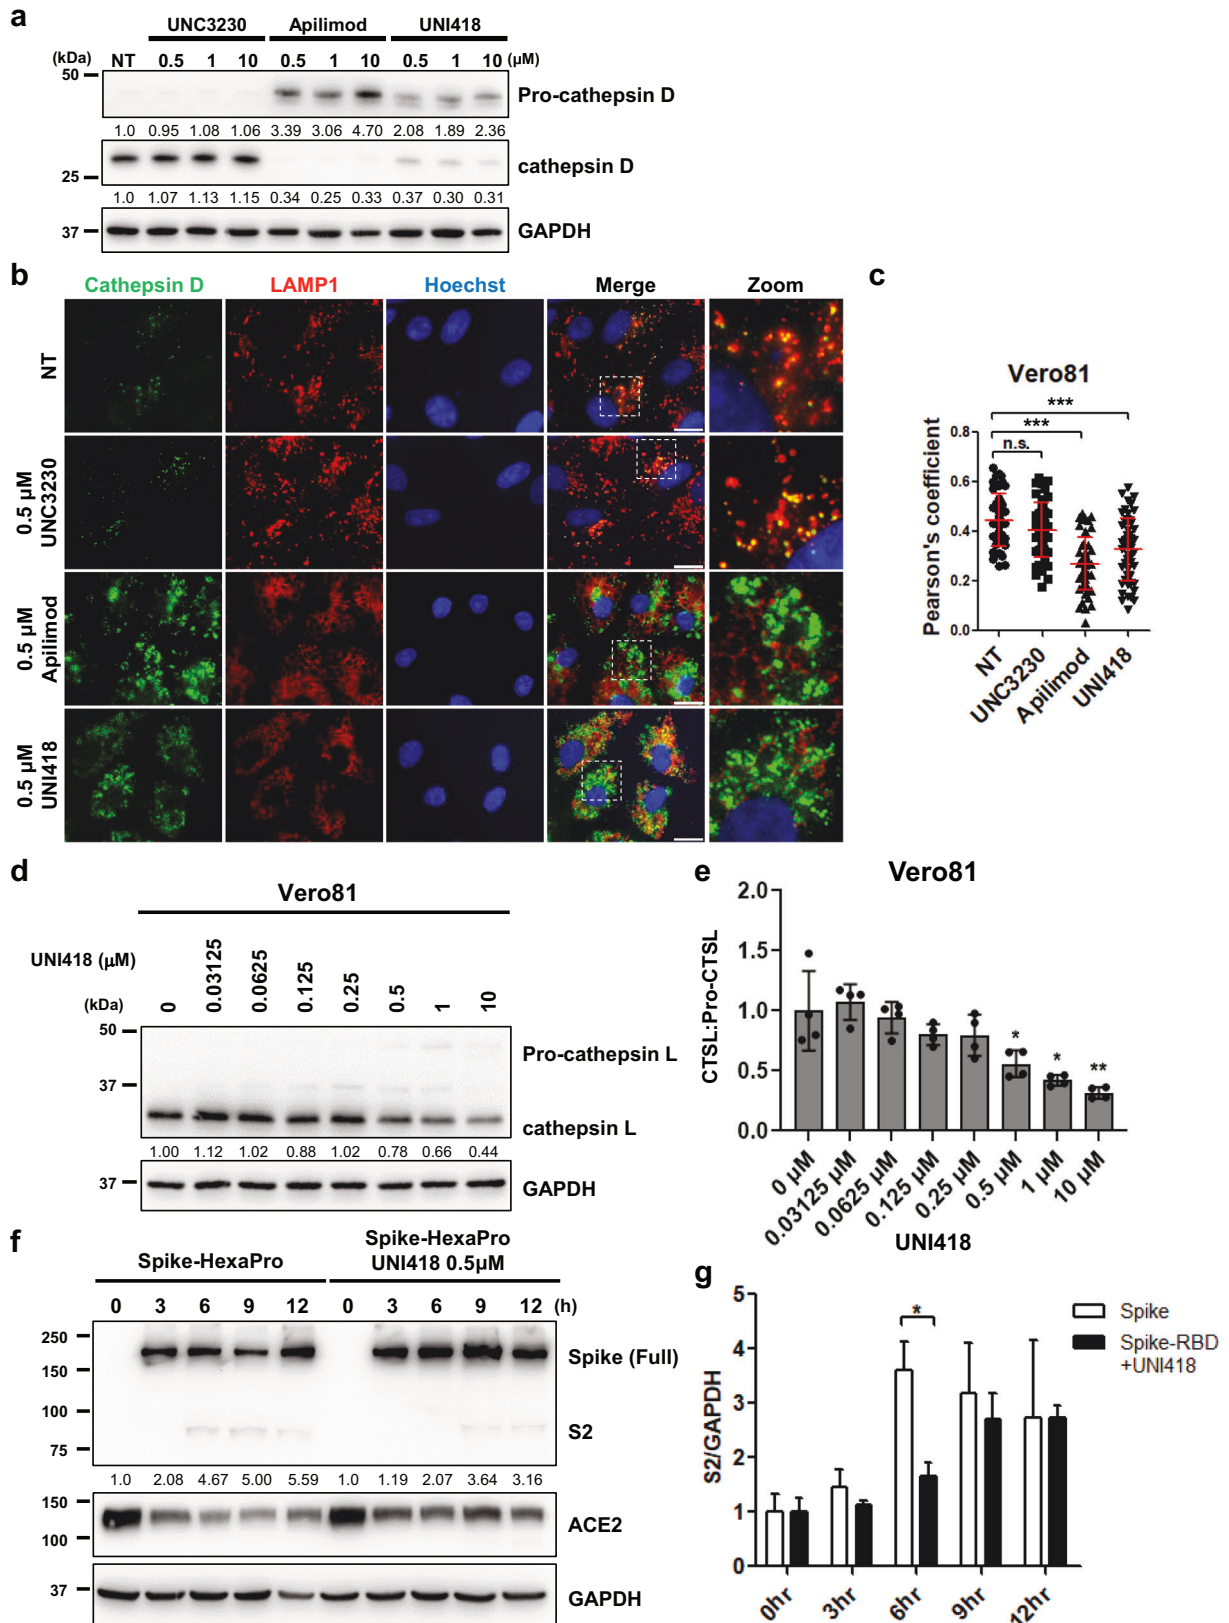 a
UNC3230 Apilimod UNI418
(kDa) NT 0.5 1 10 0.5 1 10 0.5 1 10 (μM)
50
Pro-cathepsin D
1.0 0.95 1.08 1.06 3.39 3.06 4.70 2.08 1.89 2.36
cathepsin D
25
1.0 1.07 1.13 1.15 0.34 0.25 0.33 0.37 0.30 0.31
37 GAPDH
b
Cathepsin D LAMP1 Hoechst Merge Zoom
NT
0.5 μM
UNC3230
0.5 μM
Apilimod
0.5 μM
UNI418
c
Vero81
***
***
n.s.
Pearson's coefficient
0.8
0.6
0.4
0.2
0.0
NT UNC3230 Apilimod UNI418
d
Vero81
UNI418 (μM) 0 0.03125 0.0625 0.125 0.25 0.5 1 10
(kDa)
50
Pro-cathepsin L
37
cathepsin L
1.00 1.12 1.02 0.88 1.02 0.78 0.66 0.44
37 GAPDH
e
Vero81
CTSL:Pro-CTSL
2.0
1.5
1.0
0.5
0.0
* * **
0 μM 0.03125 μM 0.0625 μM 0.125 μM 0.25 μM 0.5 μM 1 μM 10 μM
UNI418
f
Spike-HexaPro
Spike-HexaPro
UNI418 0.5μM
0 3 6 9 12 0 3 6 9 12 (h)
250
Spike (Full)
150
100
S2
75
1.0 2.08 4.67 5.00 5.59 1.0 1.19 2.07 3.64 3.16
150
ACE2
100
37
GAPDH
g
S2/GAPDH
5
4
3
2
1
0
*
Spike
Spike-RBD
+UNI418
0hr 3hr 6hr 9hr 12hr